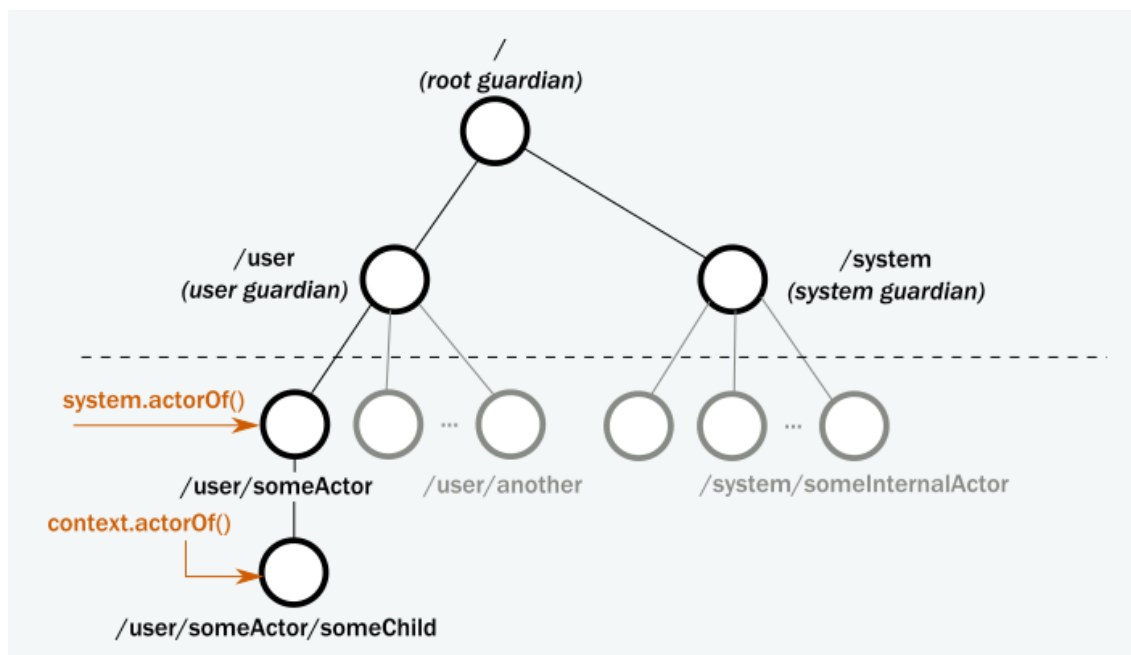 /
(root guardian)
/user
(user guardian)
/system
(system guardian)
system.actorOf()
...
...
/user/someActor
/user/another
/system/someInternalActor
context.actorOf()
/user/someActor/someChild